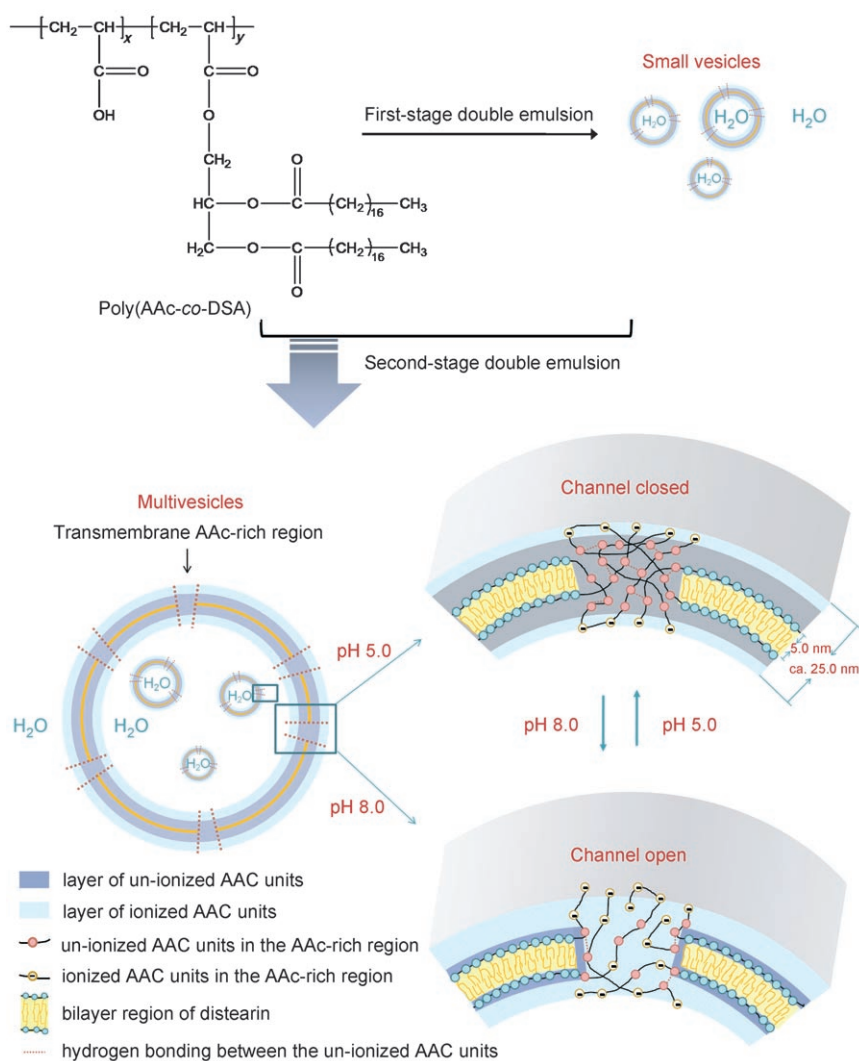 CH₂—CH
x
CH₂—CH
y
C
O
C
O
OH
O
CH₂
O
HC
O
C
(CH₂)₁₆
CH₃
H₂C
O
C
(CH₂)₁₆
CH₃
O
Poly(AAc-co-DSA)
First-stage double emulsion
Small vesicles
H₂O
H₂O
H₂O
H₂O
Second-stage double emulsion
Multivesicles
Transmembrane AAc-rich region
H₂O
H₂O
H₂O
H₂O
H₂O
pH 5.0
pH 8.0
Channel closed
5.0 nm
ca. 25.0 nm
pH 8.0
pH 5.0
Channel open
layer of un-ionized AAC units
layer of ionized AAC units
un-ionized AAC units in the AAc-rich region
ionized AAC units in the AAc-rich region
bilayer region of distearin
hydrogen bonding between the un-ionized AAC units